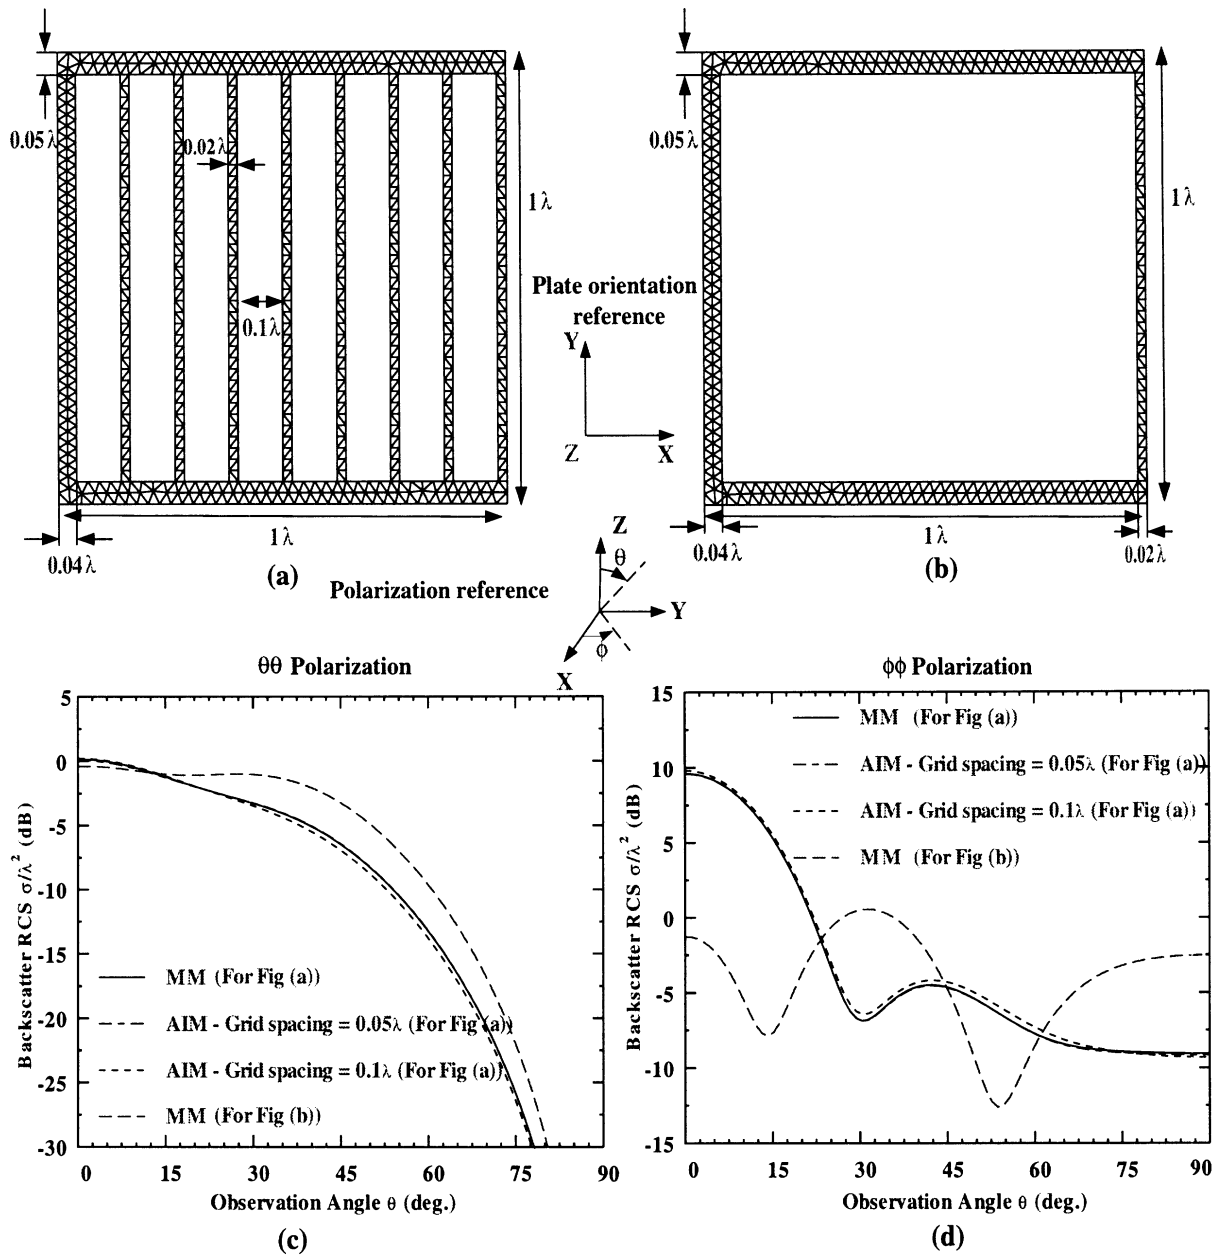 0.05λ
0.02λ
0.1λ
1λ
1λ
0.04λ
(a)
Plate orientation
reference
Y
Z
X
0.05λ
1λ
1λ
0.04λ
0.02λ
(b)
Polarization reference
Z
θ
Y
ϕ
X
θθ Polarization
5
0
-5
-10
-15
-20
-25
-30
Backscatter RCS σ/λ² (dB)
MM (For Fig (a))
AIM - Grid spacing = 0.05λ (For Fig (a))
AIM - Grid spacing = 0.1λ (For Fig (a))
MM (For Fig (b))
0 15 30 45 60 75 90
Observation Angle θ (deg.)
(c)
ϕϕ Polarization
15
10
5
0
-5
-10
-15
Backscatter RCS σ/λ² (dB)
MM (For Fig (a))
AIM - Grid spacing = 0.05λ (For Fig (a))
AIM - Grid spacing = 0.1λ (For Fig (a))
MM (For Fig (b))
0 15 30 45 60 75 90
Observation Angle θ (deg.)
(d)